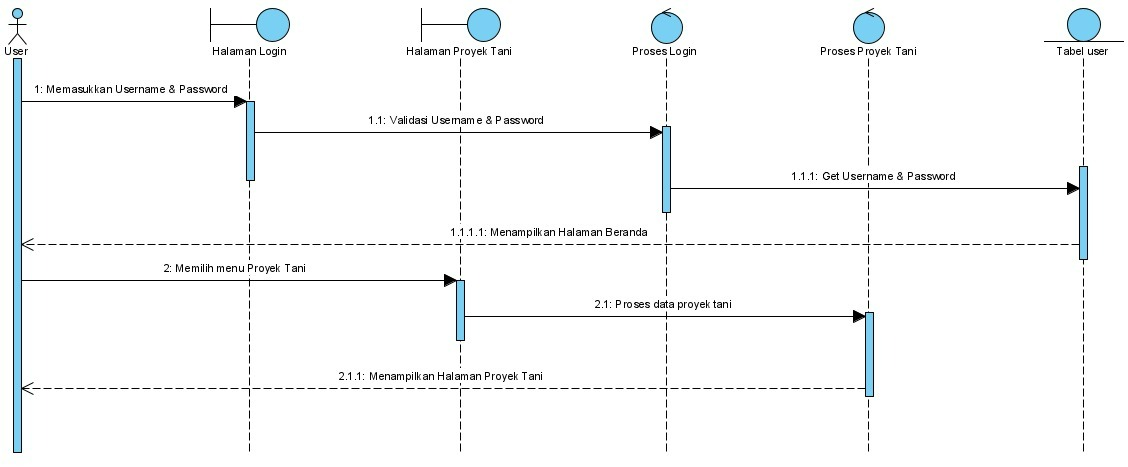 User
Halaman Login
Halaman Proyek Tani
Proses Login
Proses Proyek Tani
Tabel user
1: Memasukkan Username & Password
1.1: Validasi Username & Password
1.1.1: Get Username & Password
1.1.1.1: Menampilkan Halaman Beranda
2: Memilih menu Proyek Tani
2.1: Proses data proyek tani
2.1.1: Menampilkan Halaman Proyek Tani